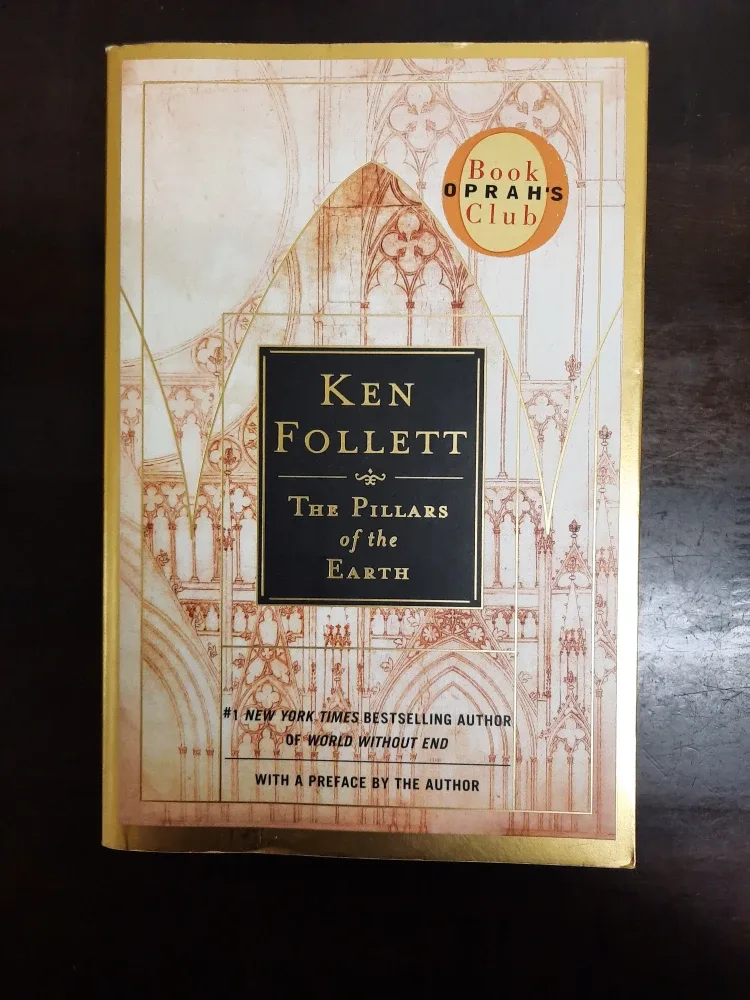 Book
OPRAH'S
Club
KEN
FOLLETT
THE PILLARS
of the
EARTH
#1 NEW YORK TIMES BESTSELLING AUTHOR
OF WORLD WITHOUT END
WITH A PREFACE BY THE AUTHOR